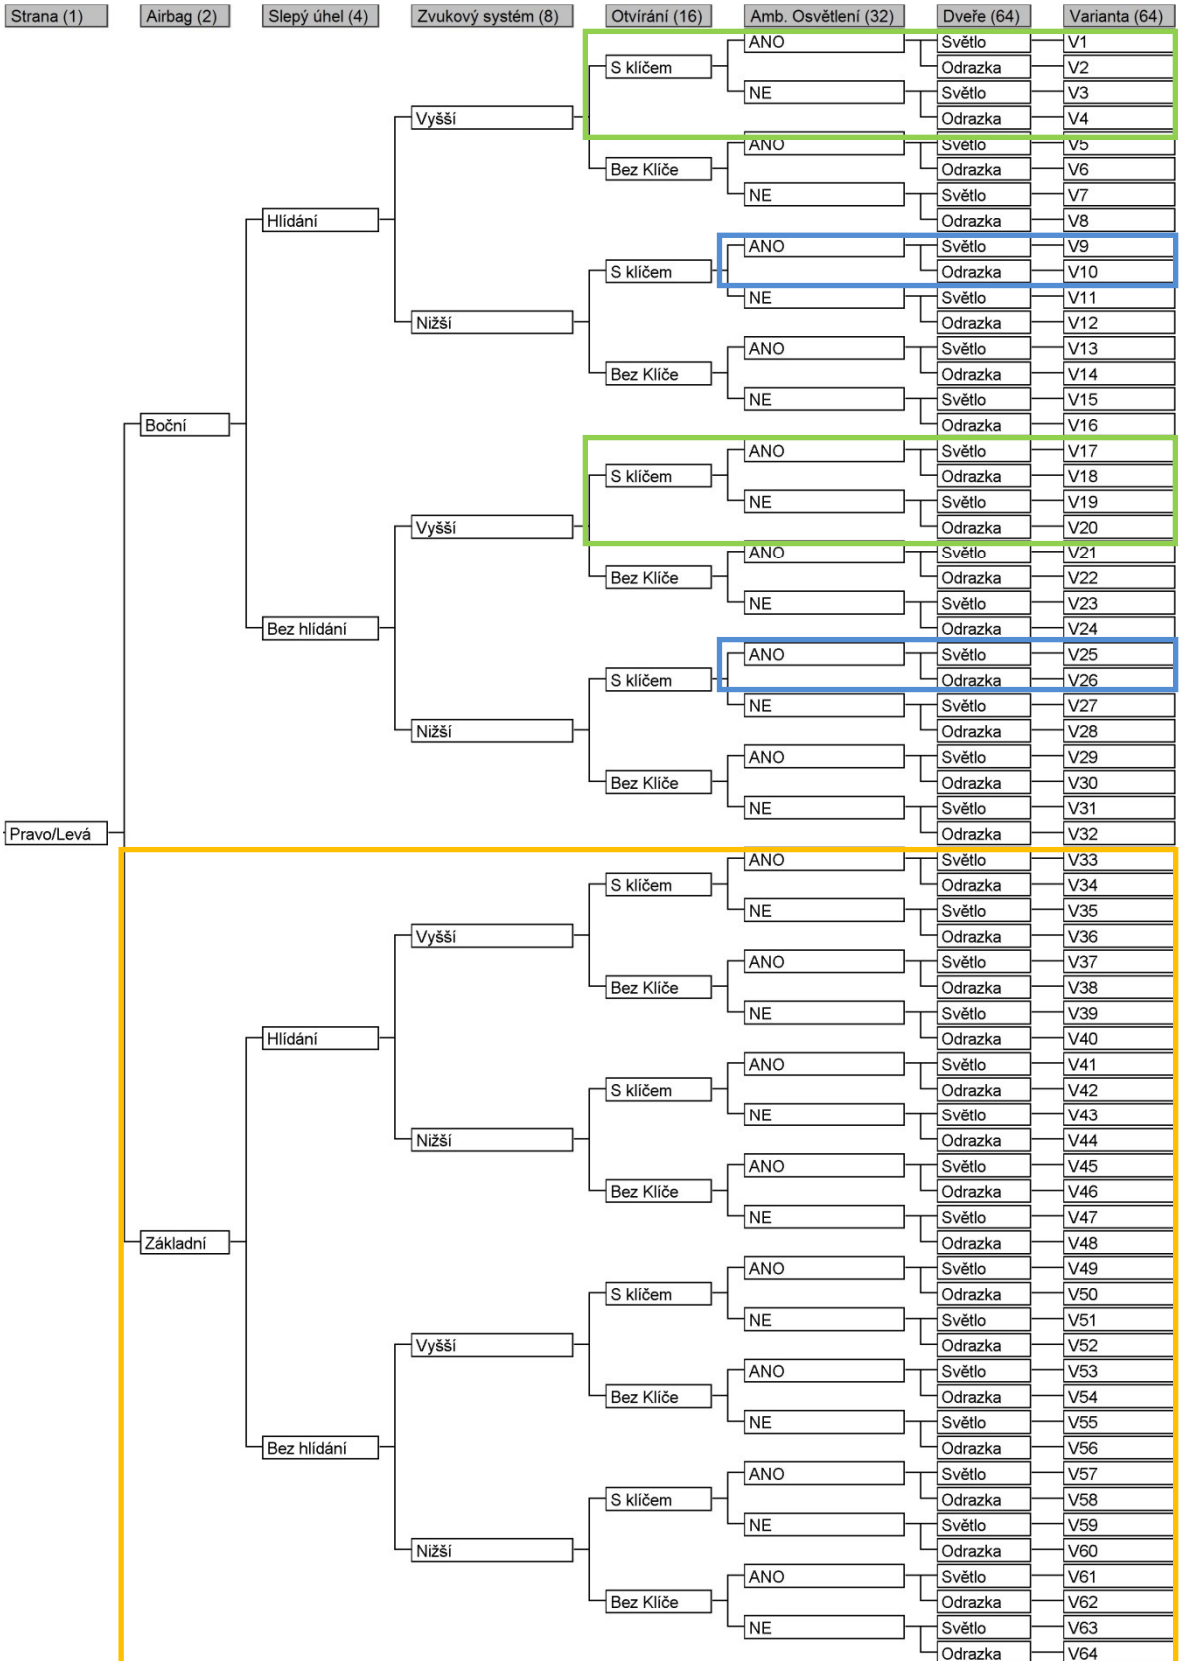 Strana (1) Airbag (2) Slepý úhel (4) Zvukový systém (8) Otvírání (16) Amb. Osvětlení (32) Dveře (64) Varianta (64)
ANO Světlo V1
S klíčem Odrazka V2
NE Světlo V3
Vyšší Odrazka V4
ANO Světlo V5
Bez Klíče Odrazka V6
NE Světlo V7
Hlídání Odrazka V8
ANO Světlo V9
S klíčem Odrazka V10
NE Světlo V11
Nižší Odrazka V12
ANO Světlo V13
Bez Klíče Odrazka V14
NE Světlo V15
Boční Odrazka V16
ANO Světlo V17
S klíčem Odrazka V18
NE Světlo V19
Vyšší Odrazka V20
ANO Světlo V21
Bez Klíče Odrazka V22
NE Světlo V23
Bez hlídání Odrazka V24
ANO Světlo V25
S klíčem Odrazka V26
NE Světlo V27
Nižší Odrazka V28
ANO Světlo V29
Bez Klíče Odrazka V30
NE Světlo V31
Pravo/Levá Odrazka V32
ANO Světlo V33
S klíčem Odrazka V34
NE Světlo V35
Vyšší Odrazka V36
ANO Světlo V37
Bez Klíče Odrazka V38
NE Světlo V39
Hlídání Odrazka V40
ANO Světlo V41
S klíčem Odrazka V42
NE Světlo V43
Nižší Odrazka V44
ANO Světlo V45
Bez Klíče Odrazka V46
NE Světlo V47
Základní Odrazka V48
ANO Světlo V49
S klíčem Odrazka V50
NE Světlo V51
Vyšší Odrazka V52
ANO Světlo V53
Bez Klíče Odrazka V54
NE Světlo V55
Bez hlídání Odrazka V56
ANO Světlo V57
S klíčem Odrazka V58
NE Světlo V59
Nižší Odrazka V60
ANO Světlo V61
Bez Klíče Odrazka V62
NE Světlo V63
Odrazka V64